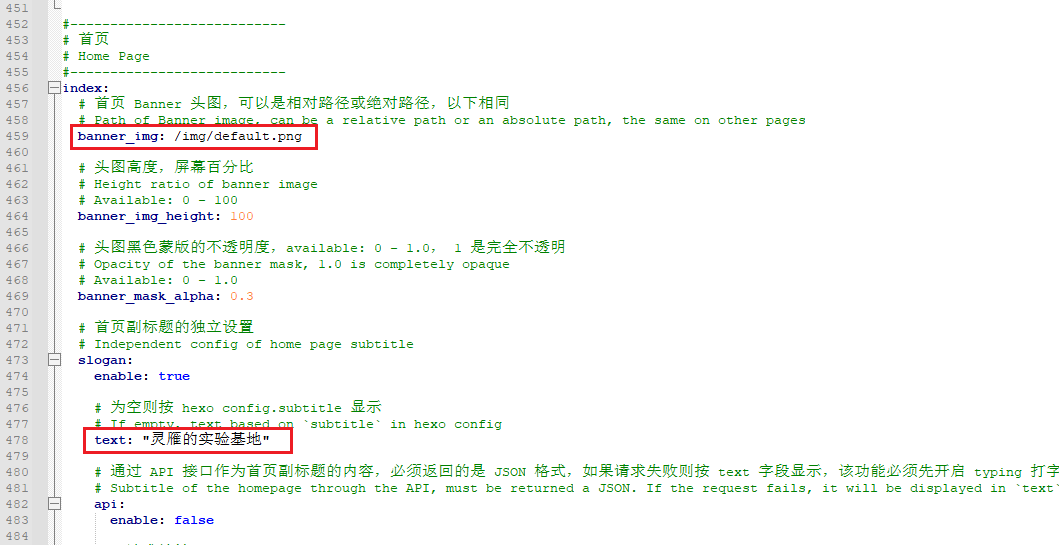 451
452 #---------------------------
453 # 首页
454 # Home Page
455 #---------------------------
456 index:
457 # 首页 Banner 头图，可以是相对路径或绝对路径，以下相同
458 # Path of Banner image, can be a relative path or an absolute path, the same on other pages
459 banner_img: /img/default.png
460
461 # 头图高度，屏幕百分比
462 # Height ratio of banner image
463 # Available: 0 - 100
464 banner_img_height: 100
465
466 # 头图黑色蒙版的不透明度，available: 0 - 1.0， 1 是完全不透明
467 # Opacity of the banner mask, 1.0 is completely opaque
468 # Available: 0 - 1.0
469 banner_mask_alpha: 0.3
470
471 # 首页副标题的独立设置
472 # Independent config of home page subtitle
473 slogan:
474 enable: true
475
476 # 为空则按 hexo config.subtitle 显示
477 # If empty, text based on `subtitle` in hexo config
478 text: "灵雁的实验基地"
479
480 # 通过 API 接口作为首页副标题的内容，必须返回的是 JSON 格式，如果请求失败则按 text 字段显示，该功能必须先开启 typing 打字
481 # Subtitle of the homepage through the API, must be returned a JSON. If the request fails, it will be displayed in `text`
482 api:
483 enable: false
484